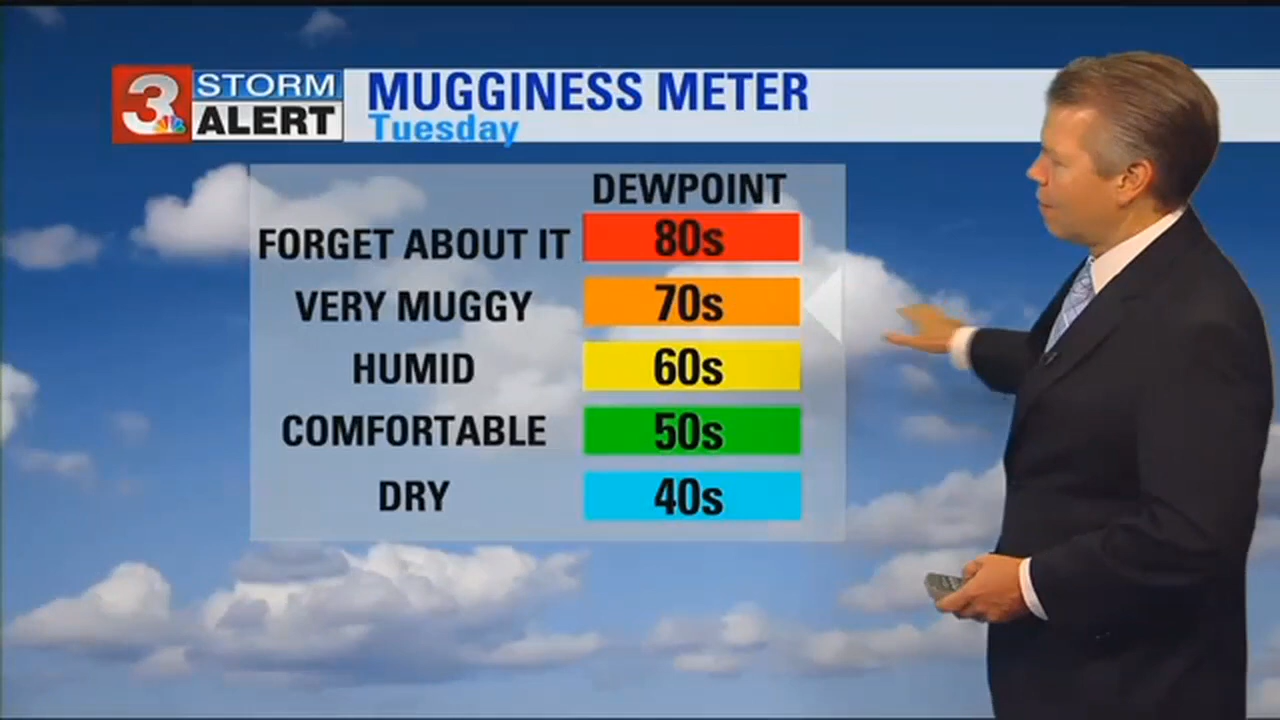 3 STORM ALERT
MUGGINESS METER
Tuesday
DEWPOINT
FORGET ABOUT IT 80s
VERY MUGGY 70s
HUMID 60s
COMFORTABLE 50s
DRY 40s